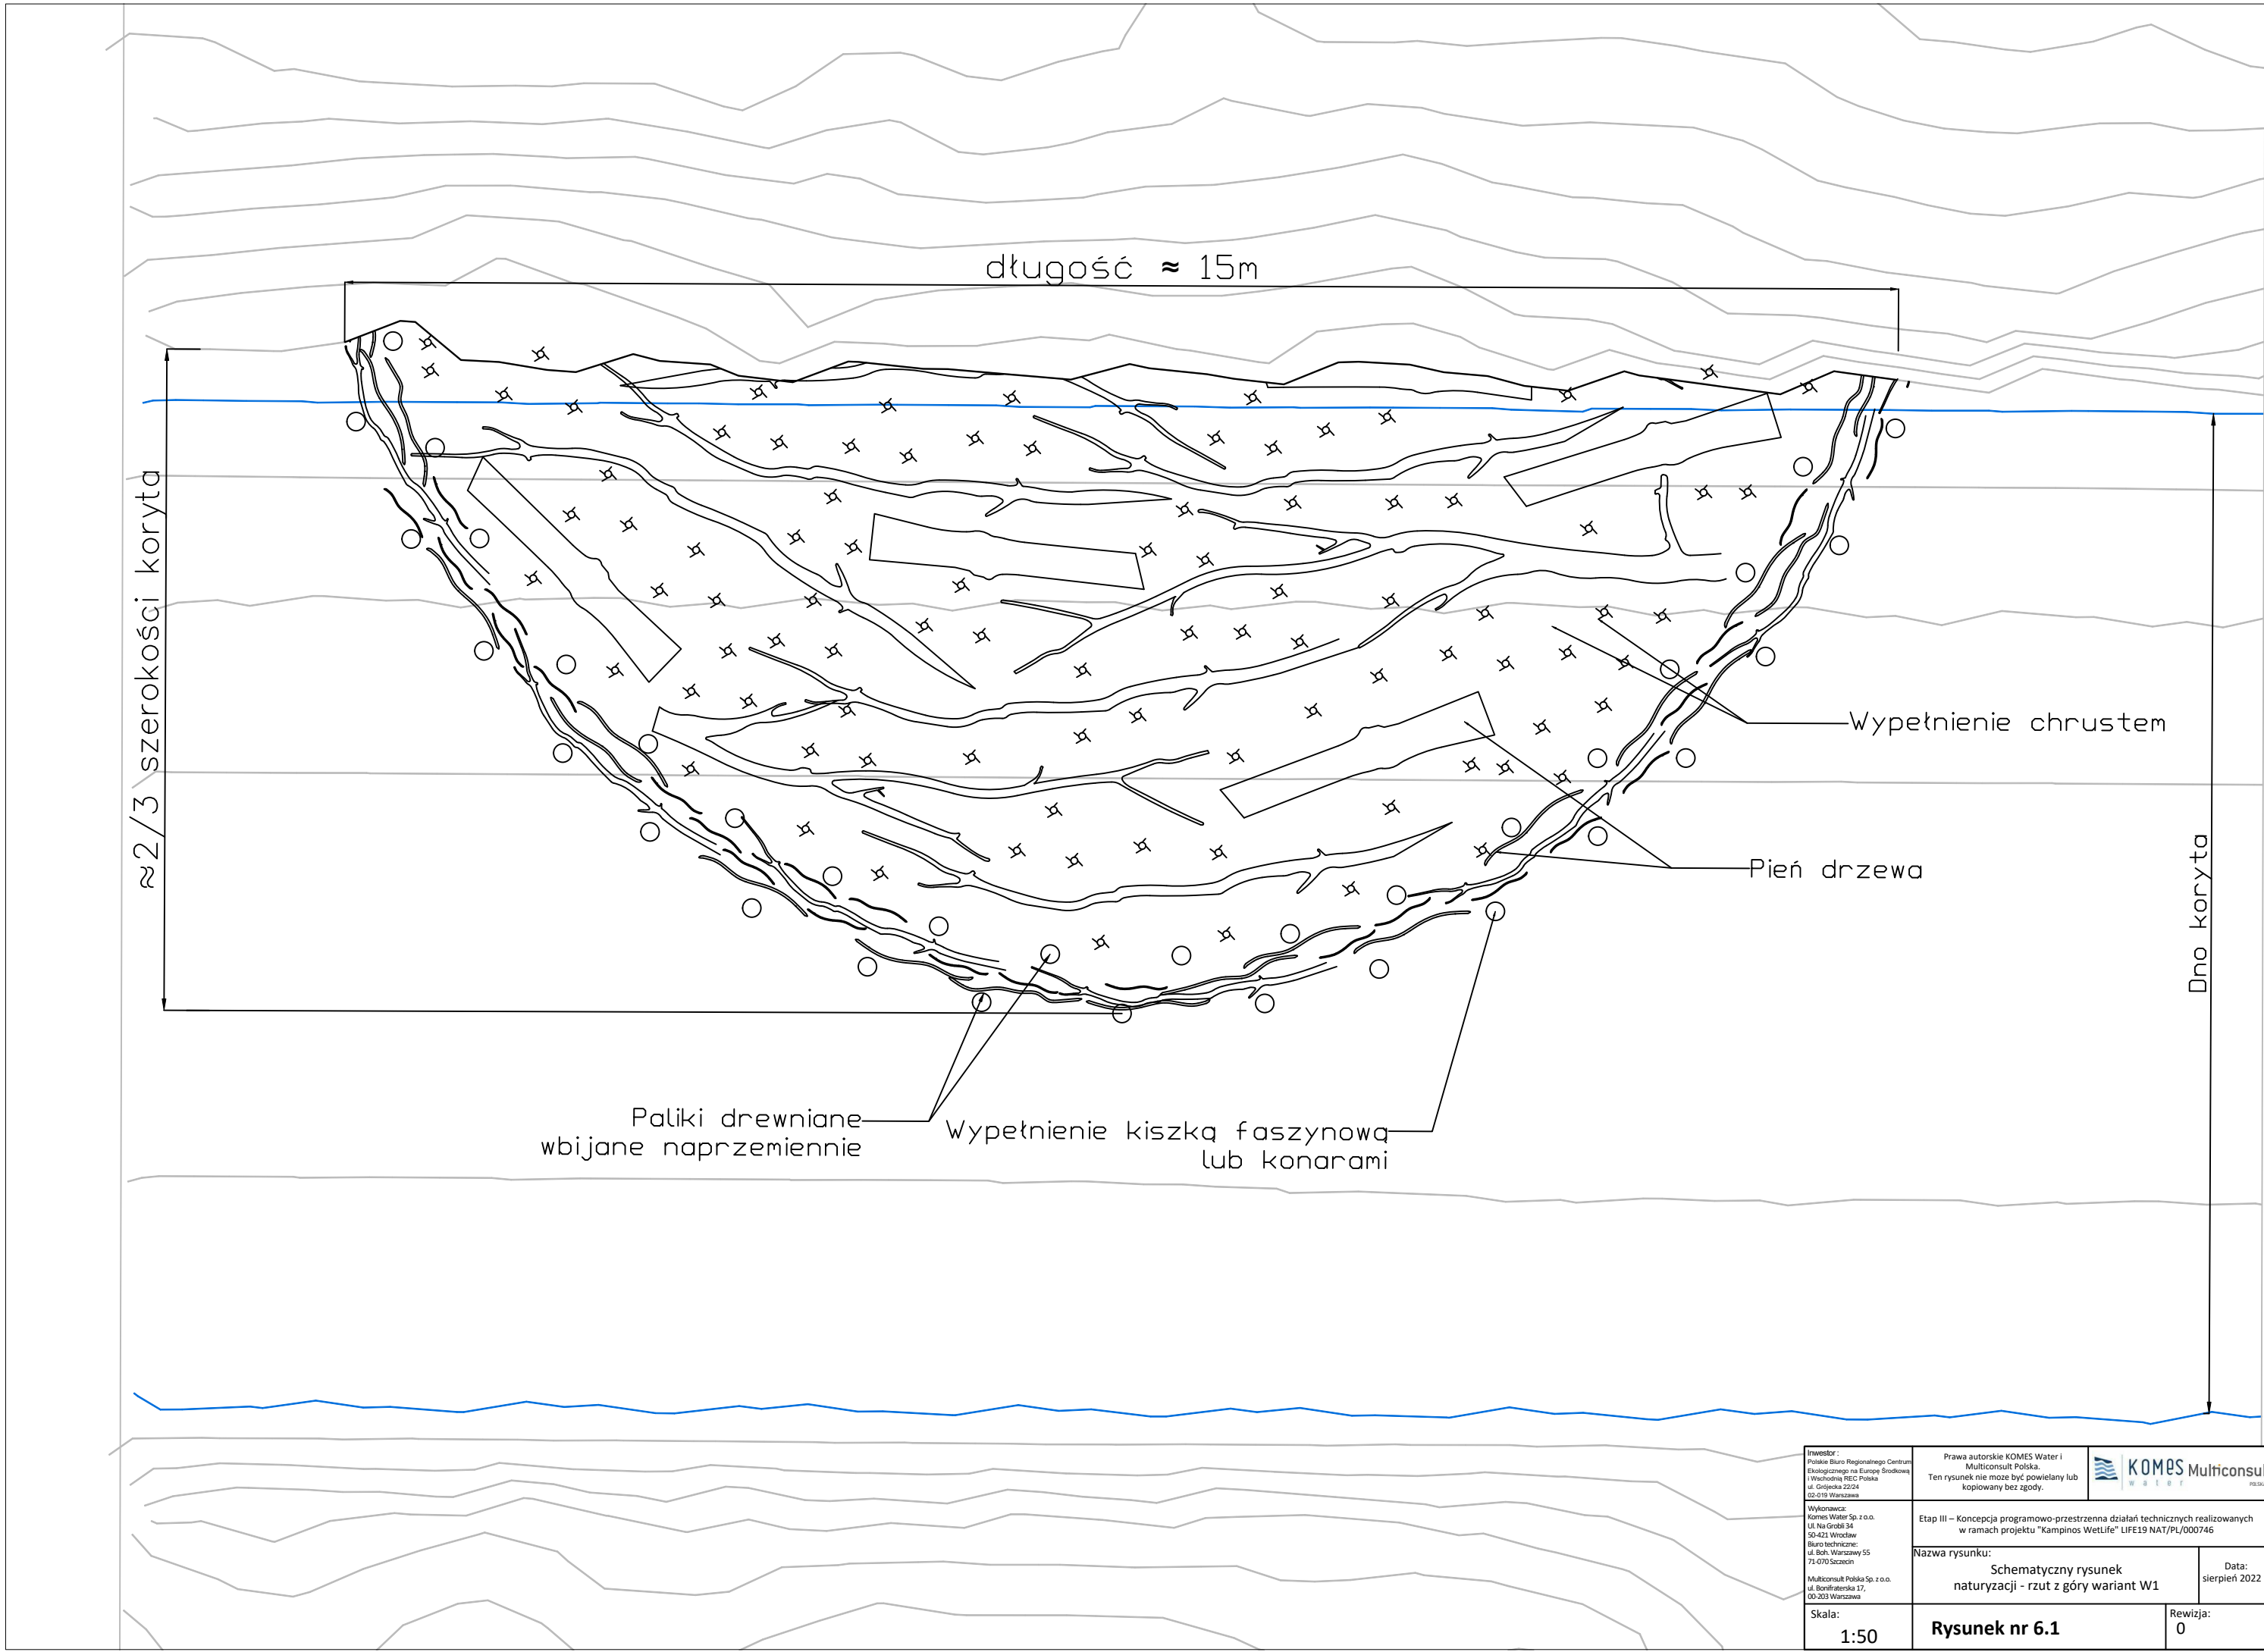 długość ≈ 15m
≈2/3 szerokości koryta
Wypełnienie chrustem
Pień drzewa
Dno koryta
Paliki drewniane
wbijane naprzemiennie
Wypełnienie kiszką faszynową
lub konarami
Inwestor :
Polskie Biuro Regionalnego Centrum
Ekologicznego na Europę Środkową
i Wschodnią REC Polska
ul. Grójecka 22/24
02-019 Warszawa
Prawa autorskie KOMES Water i
Multiconsult Polska.
Ten rysunek nie moze być powielany lub
kopiowany bez zgody.
KOMES
water
Multiconsul
POLSKA
Wykonawca:
Komes Water Sp. z o.o.
Ul. Na Grobli 34
50-421 Wrocław
Biuro techniczne:
ul. Boh. Warszawy 55
71-070 Szczecin
Multiconsult Polska Sp. z o.o.
ul. Bonifraterska 17,
00-203 Warszawa
Etap III – Koncepcja programowo-przestrzenna działań technicznych realizowanych
w ramach projektu "Kampinos WetLife" LIFE19 NAT/PL/000746
Nazwa rysunku:
Schematyczny rysunek
naturyzacji - rzut z góry wariant W1
Data:
sierpień 2022
Skala:
1:50
Rysunek nr 6.1
Rewizja:
0